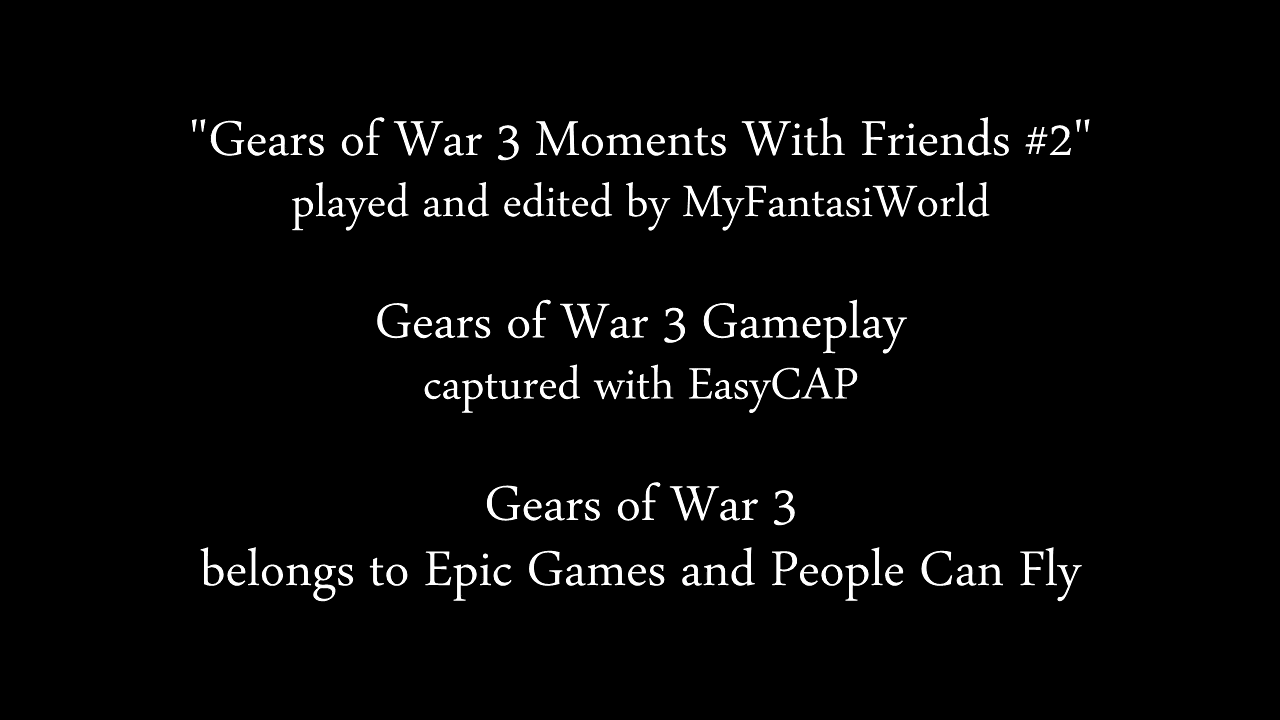 "Gears of War 3 Moments With Friends #2"
played and edited by MyFantasiWorld
Gears of War 3 Gameplay
captured with EasyCAP
Gears of War 3
belongs to Epic Games and People Can Fly